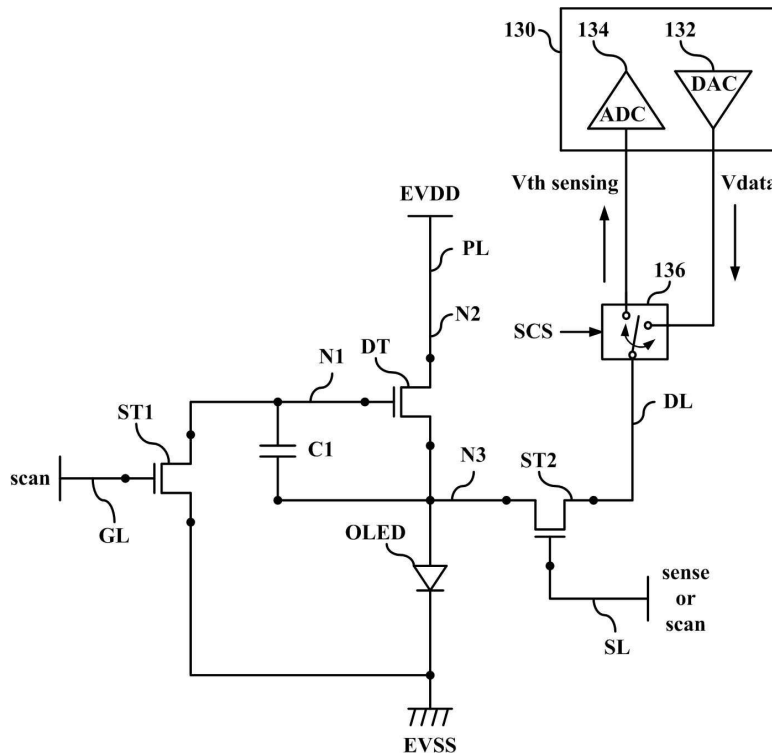 130
134
132
ADC
DAC
Vth sensing
Vdata
EVDD
PL
136
N2
SCS
DT
N1
ST1
DL
C1
N3
ST2
scan
GL
OLED
sense
or
scan
SL
EVSS